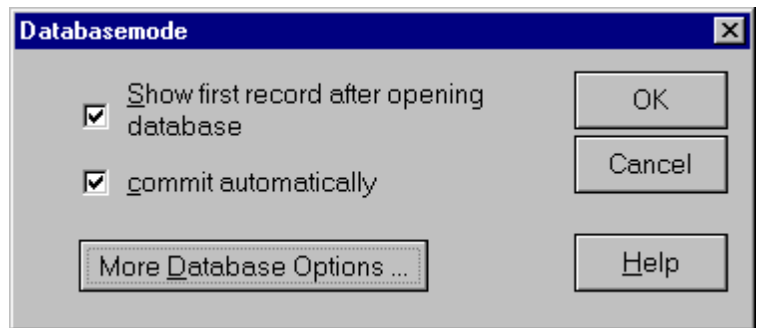 Databasemode
Show first record after opening
database
commit automatically
More Database Options ...
OK
Cancel
Help